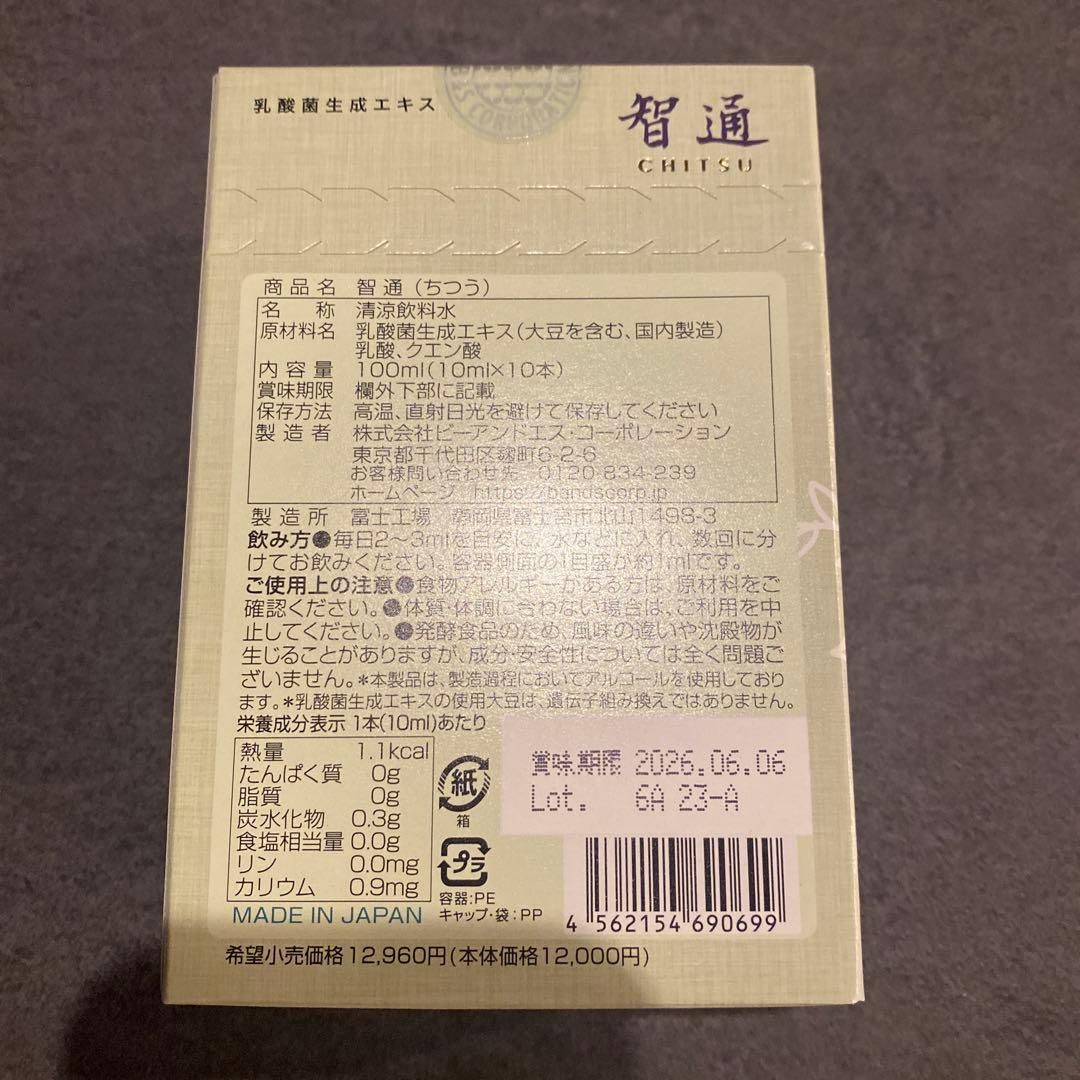 乳酸菌生成エキス
智通
CHITSU
CORPORATION
商品名 智通(ちつう)
名称 清涼飲料水
原材料名 乳酸菌生成エキス(大豆を含む、国内製造)
乳酸、クエン酸
内容量 100ml(10ml×10本)
賞味期限 欄外下部に記載
保存方法 高温、直射日光を避けて保存してください
製造者 株式会社ビーアンドエス・コーポレーション
東京都千代田区麹町6-2-6
お客様問い合わせ先 0120-834-239
ホームページ https://bandscorp.jp
製造所 富士工場 静岡県富士宮市北山1498-3
飲み方●毎日2~3mlを目安に、水などに入れ、数回に分
けてお飲みください。容器側面の1目盛が約1mlです。
ご使用上の注意●食物アレルギーがある方は、原材料をご
確認ください。●体質・体調に合わない場合は、ご利用を中
止してください。●発酵食品のため、風味の違いや沈殿物が
生じることがありますが、成分・安全性については全く問題ご
ざいません。*本製品は、製造過程においてアルコールを使用しており
ます。*乳酸菌生成エキスの使用大豆は、遺伝子組み換えではありません。
栄養成分表示 1本(10ml)あたり
熱量 1.1kcal
たんぱく質 0g
脂質 0g
炭水化物 0.3g
食塩相当量 0.0g
リン 0.0mg
カリウム 0.9mg
MADE IN JAPAN
紙
箱
プラ
容器:PE
キャップ・袋:PP
賞味期限 2026.06.06
Lot. 6A 23-A
4 562154 690699
希望小売価格12,960円(本体価格12,000円)